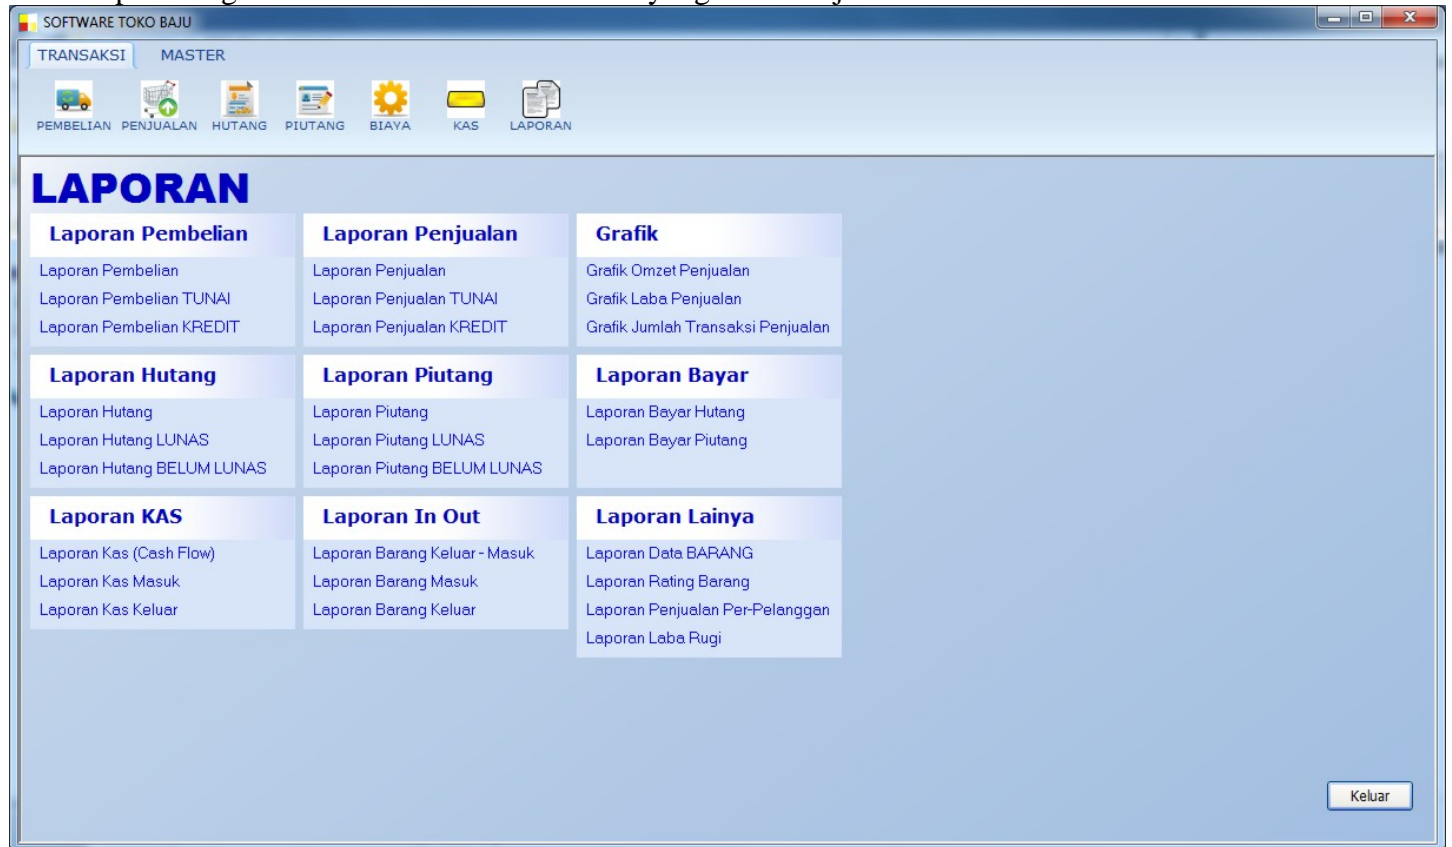 SOFTWARE TOKO BAJU
TRANSAKSI MASTER
PEMBELIAN PENJUALAN HUTANG PIUTANG BIAYA KAS LAPORAN
LAPORAN
Laporan Pembelian
Laporan Pembelian
Laporan Pembelian TUNAI
Laporan Pembelian KREDIT
Laporan Penjualan
Laporan Penjualan
Laporan Penjualan TUNAI
Laporan Penjualan KREDIT
Grafik
Grafik Omzet Penjualan
Grafik Laba Penjualan
Grafik Jumlah Transaksi Penjualan
Laporan Hutang
Laporan Hutang
Laporan Hutang LUNAS
Laporan Hutang BELUM LUNAS
Laporan Piutang
Laporan Piutang
Laporan Piutang LUNAS
Laporan Piutang BELUM LUNAS
Laporan Bayar
Laporan Bayar Hutang
Laporan Bayar Piutang
Laporan KAS
Laporan Kas (Cash Flow)
Laporan Kas Masuk
Laporan Kas Keluar
Laporan In Out
Laporan Barang Keluar - Masuk
Laporan Barang Masuk
Laporan Barang Keluar
Laporan Lainya
Laporan Data BARANG
Laporan Rating Barang
Laporan Penjualan Per-Pelanggan
Laporan Laba Rugi
Keluar